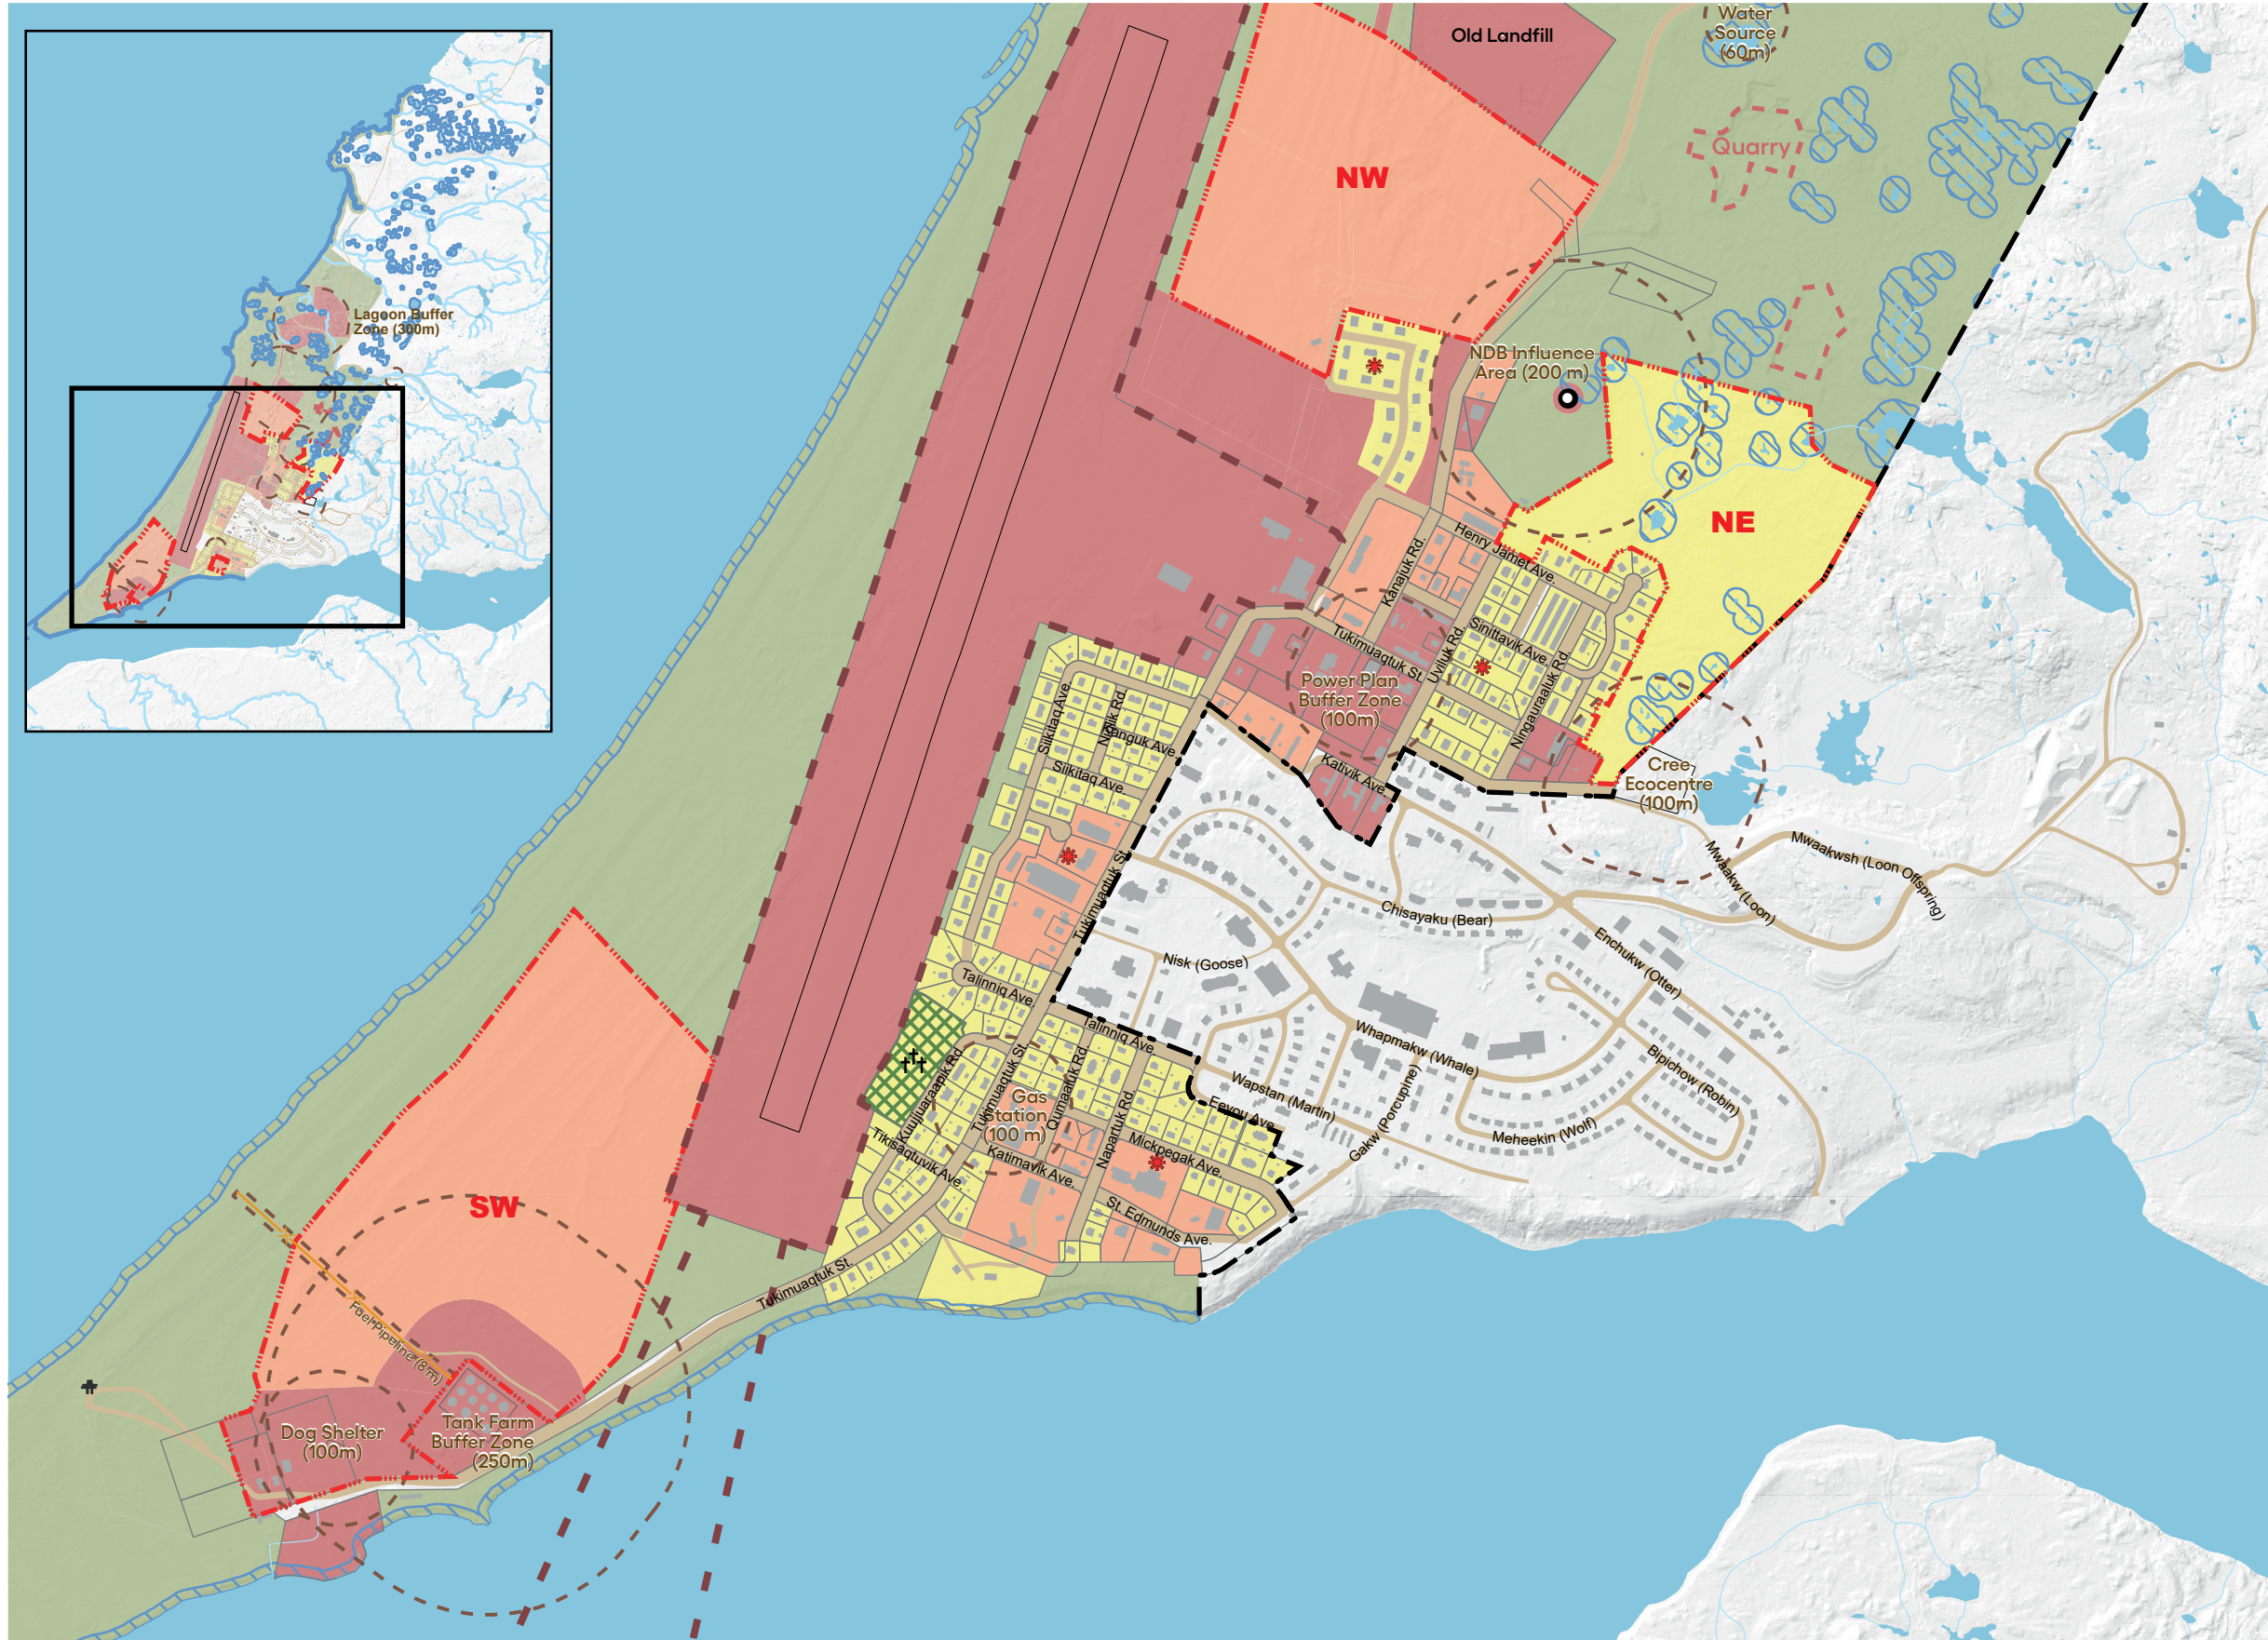 Old Landfill
Water
Source
(60m)
Quarry
NW
Lagoon Buffer
Zone (300m)
NDB Influence
Area (200 m)
NE
Henry Jamet Ave.
Kanajuk Rd.
Sinittavik Ave.
Tukimuaqtuk St.
Uviluk Rd.
Ningauraaluk Rd.
Power Plan
Buffer Zone
(100m)
Siikitaq Ave.
Kanguk Ave.
Siikitaq Ave.
Kativik Ave.
Cree
Ecocentre
(100m)
Mwaakwsh (Loon Offspring)
Mwaakw (Loon)
Tukimuaqtuk St.
Chisayaku (Bear)
Enchukw (Otter)
Nisk (Goose)
Talinniq Ave.
Talinniq Ave.
Whapmakw (Whale)
Bipichow (Robin)
Wapstan (Martin)
Eeyou Ave.
Gakw (Porcupine)
Meheekin (Wolf)
Kuujjuaraapik Rd.
Tukimuaqtuk St.
Qumaaluk Rd.
Gas
Station
(100 m)
Napartuk Rd.
Mickpegak Ave.
Tikisaqtuvik Ave.
Katimavik Ave.
St. Edmunds Ave.
SW
Tukimuaqtuk St.
Fuel Pipeline (8 m)
Dog Shelter
(100m)
Tank Farm
Buffer Zone
(250m)